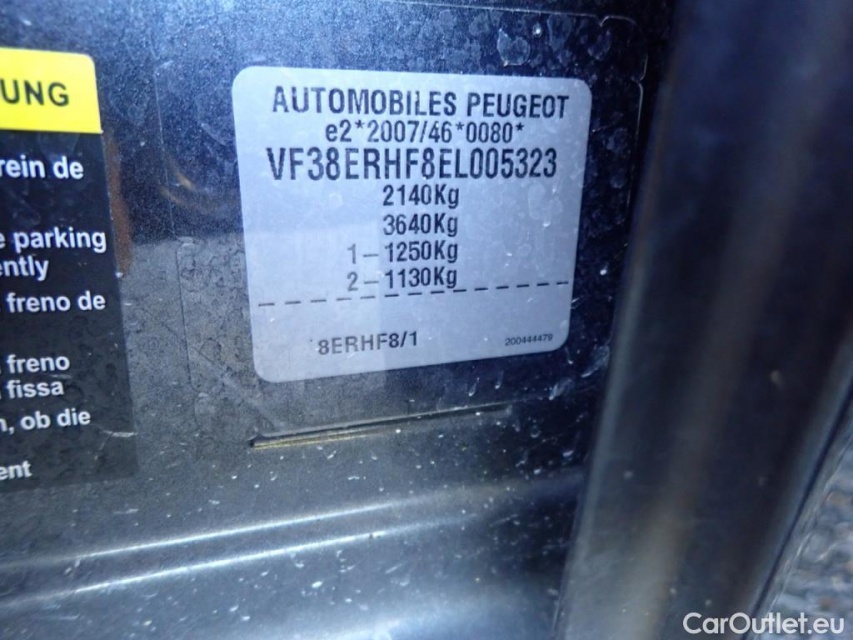 UNG
rein de
e parking
ently
freno de
freno
fissa
n, ob die
ent
AUTOMOBILES PEUGEOT
e2*2007/46*0080*
VF38ERHF8EL005323
2140Kg
3640Kg
1-1250Kg
2-1130Kg
8ERHF8/1 200444479
CarOutlet.eu